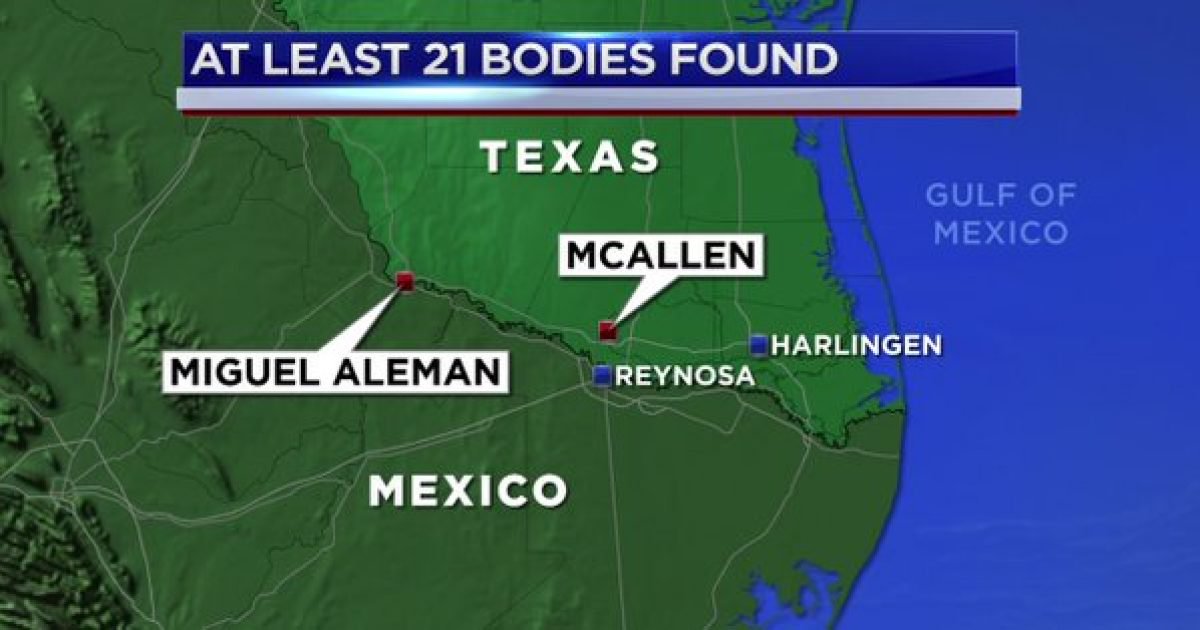 AT LEAST 21 BODIES FOUND
TEXAS
GULF OF
MEXICO
MCALLEN
HARLINGEN
MIGUEL ALEMAN
REYNOSA
MEXICO